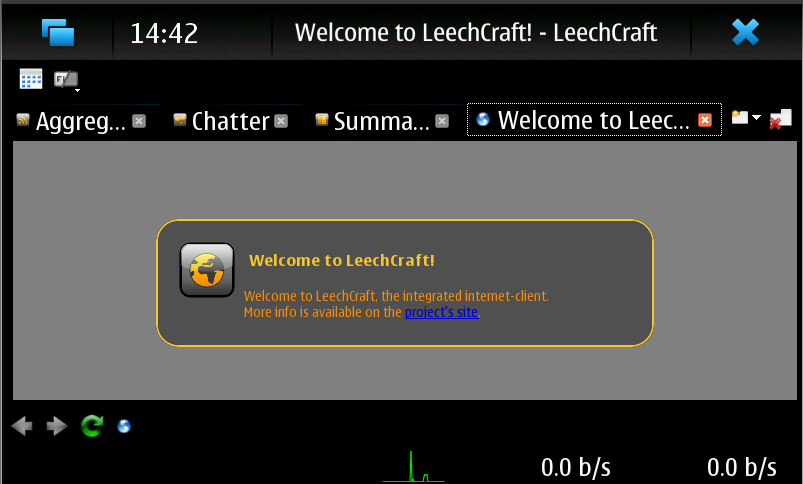 14:42
Welcome to LeechCraft! - LeechCraft
Aggreg...
Chatter
Summa...
Welcome to Leec...
Welcome to LeechCraft!
Welcome to LeechCraft, the integrated internet-client.
More info is available on the project's site.
0.0 b/s
0.0 b/s